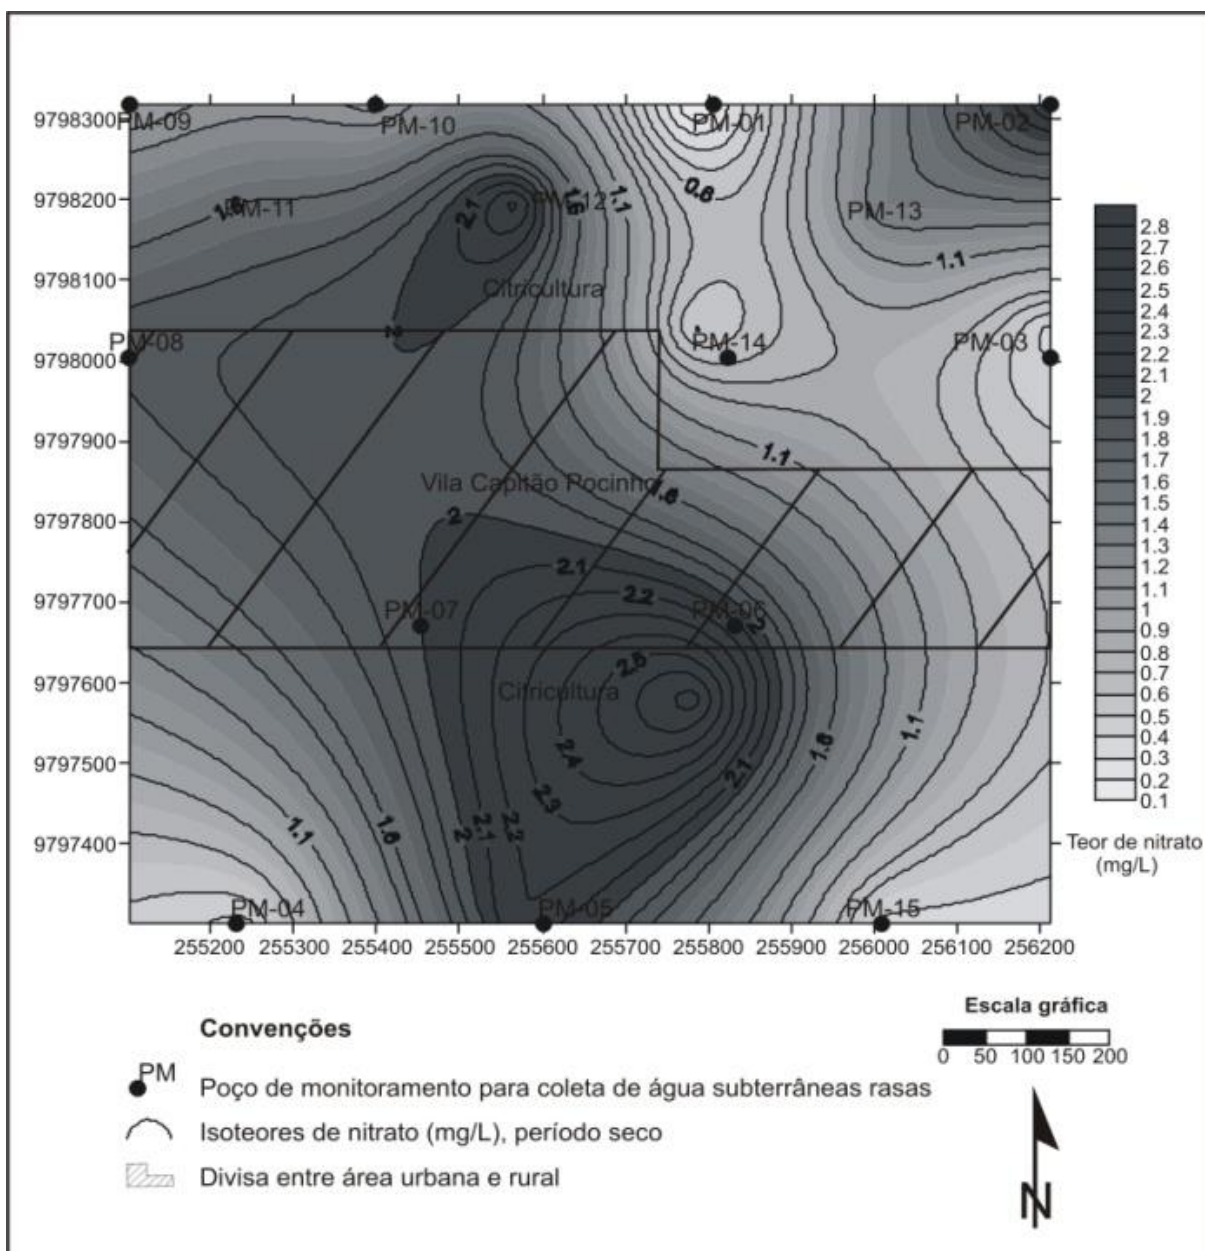 9798300
PM-09
PM-10
PM-01
PM-02
0.6
9798200
1.6
PM-11
2.1
PM-12
1.6
1.1
PM-13
1.1
2.8
2.7
2.6
2.5
2.4
2.3
2.2
2.1
2
1.9
1.8
1.7
1.6
1.5
1.4
1.3
1.2
1.1
1
0.9
0.8
0.7
0.6
0.5
0.4
0.3
0.2
0.1
Teor de nitrato
(mg/L)
9798100
Citricultura
2
9798000
PM-08
PM-14
PM-03
9797900
1.1
Vila Capitão Pocinho
1.6
9797800
2
2.1
2.2
9797700
PM-07
PM-06
2
2.5
9797600
Citricultura
1.1
1.6
2.4
9797500
2.1
2.3
9797400
1.1
1.6
2
2.1
2.2
PM-04
PM-05
PM-15
255200
255300
255400
255500
255600
255700
255800
255900
256000
256100
256200
Convenções
PM
Poço de monitoramento para coleta de água subterrâneas rasas
Isoteores de nitrato (mg/L), período seco
Divisa entre área urbana e rural
Escala gráfica
0 50 100 150 200
N